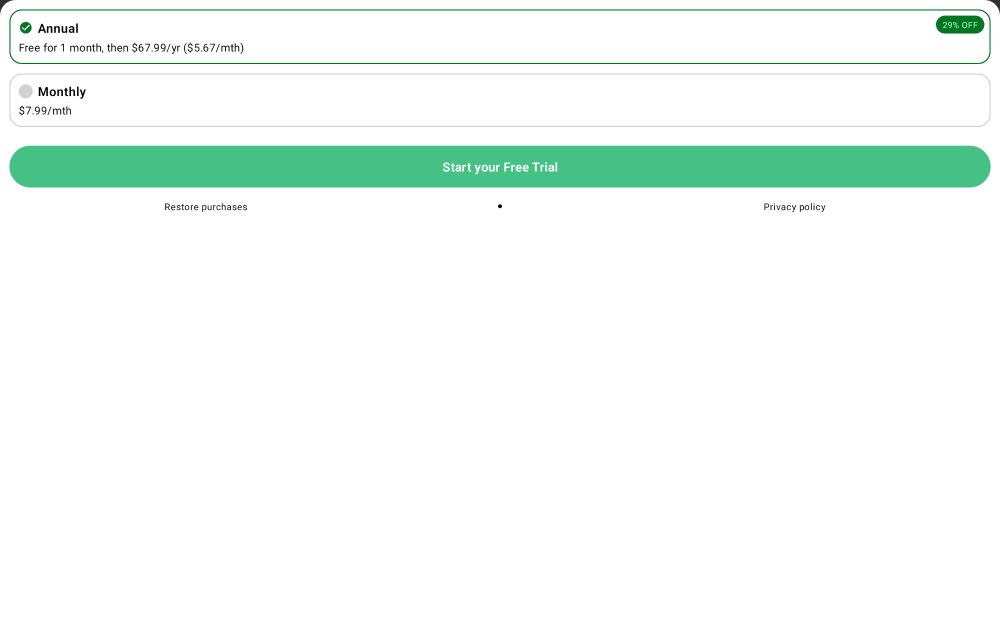 Annual
29% OFF
Free for 1 month, then $67.99/yr ($5.67/mth)
Monthly
$7.99/mth
Start your Free Trial
Restore purchases • Privacy policy